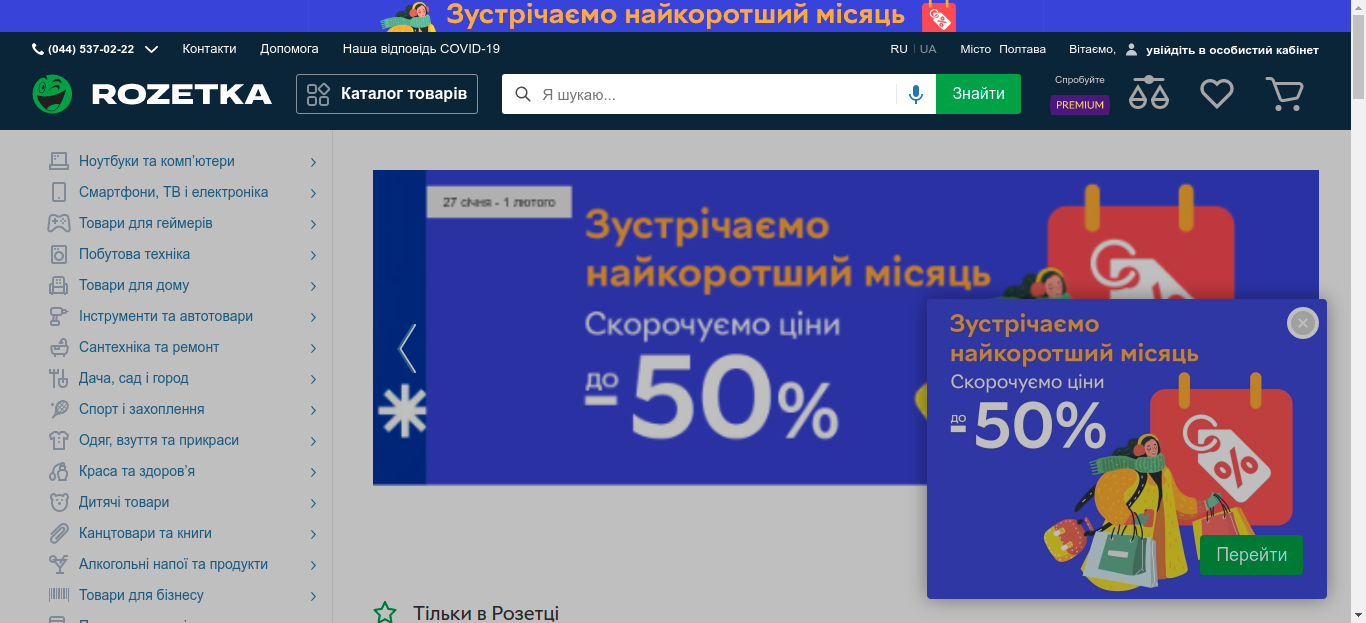 Зустрічаємо найкоротший місяць
(044) 537-02-22
Контакти
Допомога
Наша відповідь COVID-19
RU | UA
Місто Полтава
Вітаємо, увійдіть в особистий кабінет
ROZETKA
Каталог товарів
Я шукаю...
Знайти
Спробуйте
PREMIUM
Ноутбуки та комп'ютери
Смартфони, ТВ і електроніка
Товари для геймерів
Побутова техніка
Товари для дому
Інструменти та автотовари
Сантехніка та ремонт
Дача, сад і город
Спорт і захоплення
Одяг, взуття та прикраси
Краса та здоров'я
Дитячі товари
Канцтовари та книги
Алкогольні напої та продукти
Товари для бізнесу
27 січня - 1 лютого
Зустрічаємо
найкоротший місяць
Скорочуємо ціни
до
-50%
%
Зустрічаємо
найкоротший місяць
Скорочуємо ціни
до
-50%
%
Перейти
Тільки в Розетці